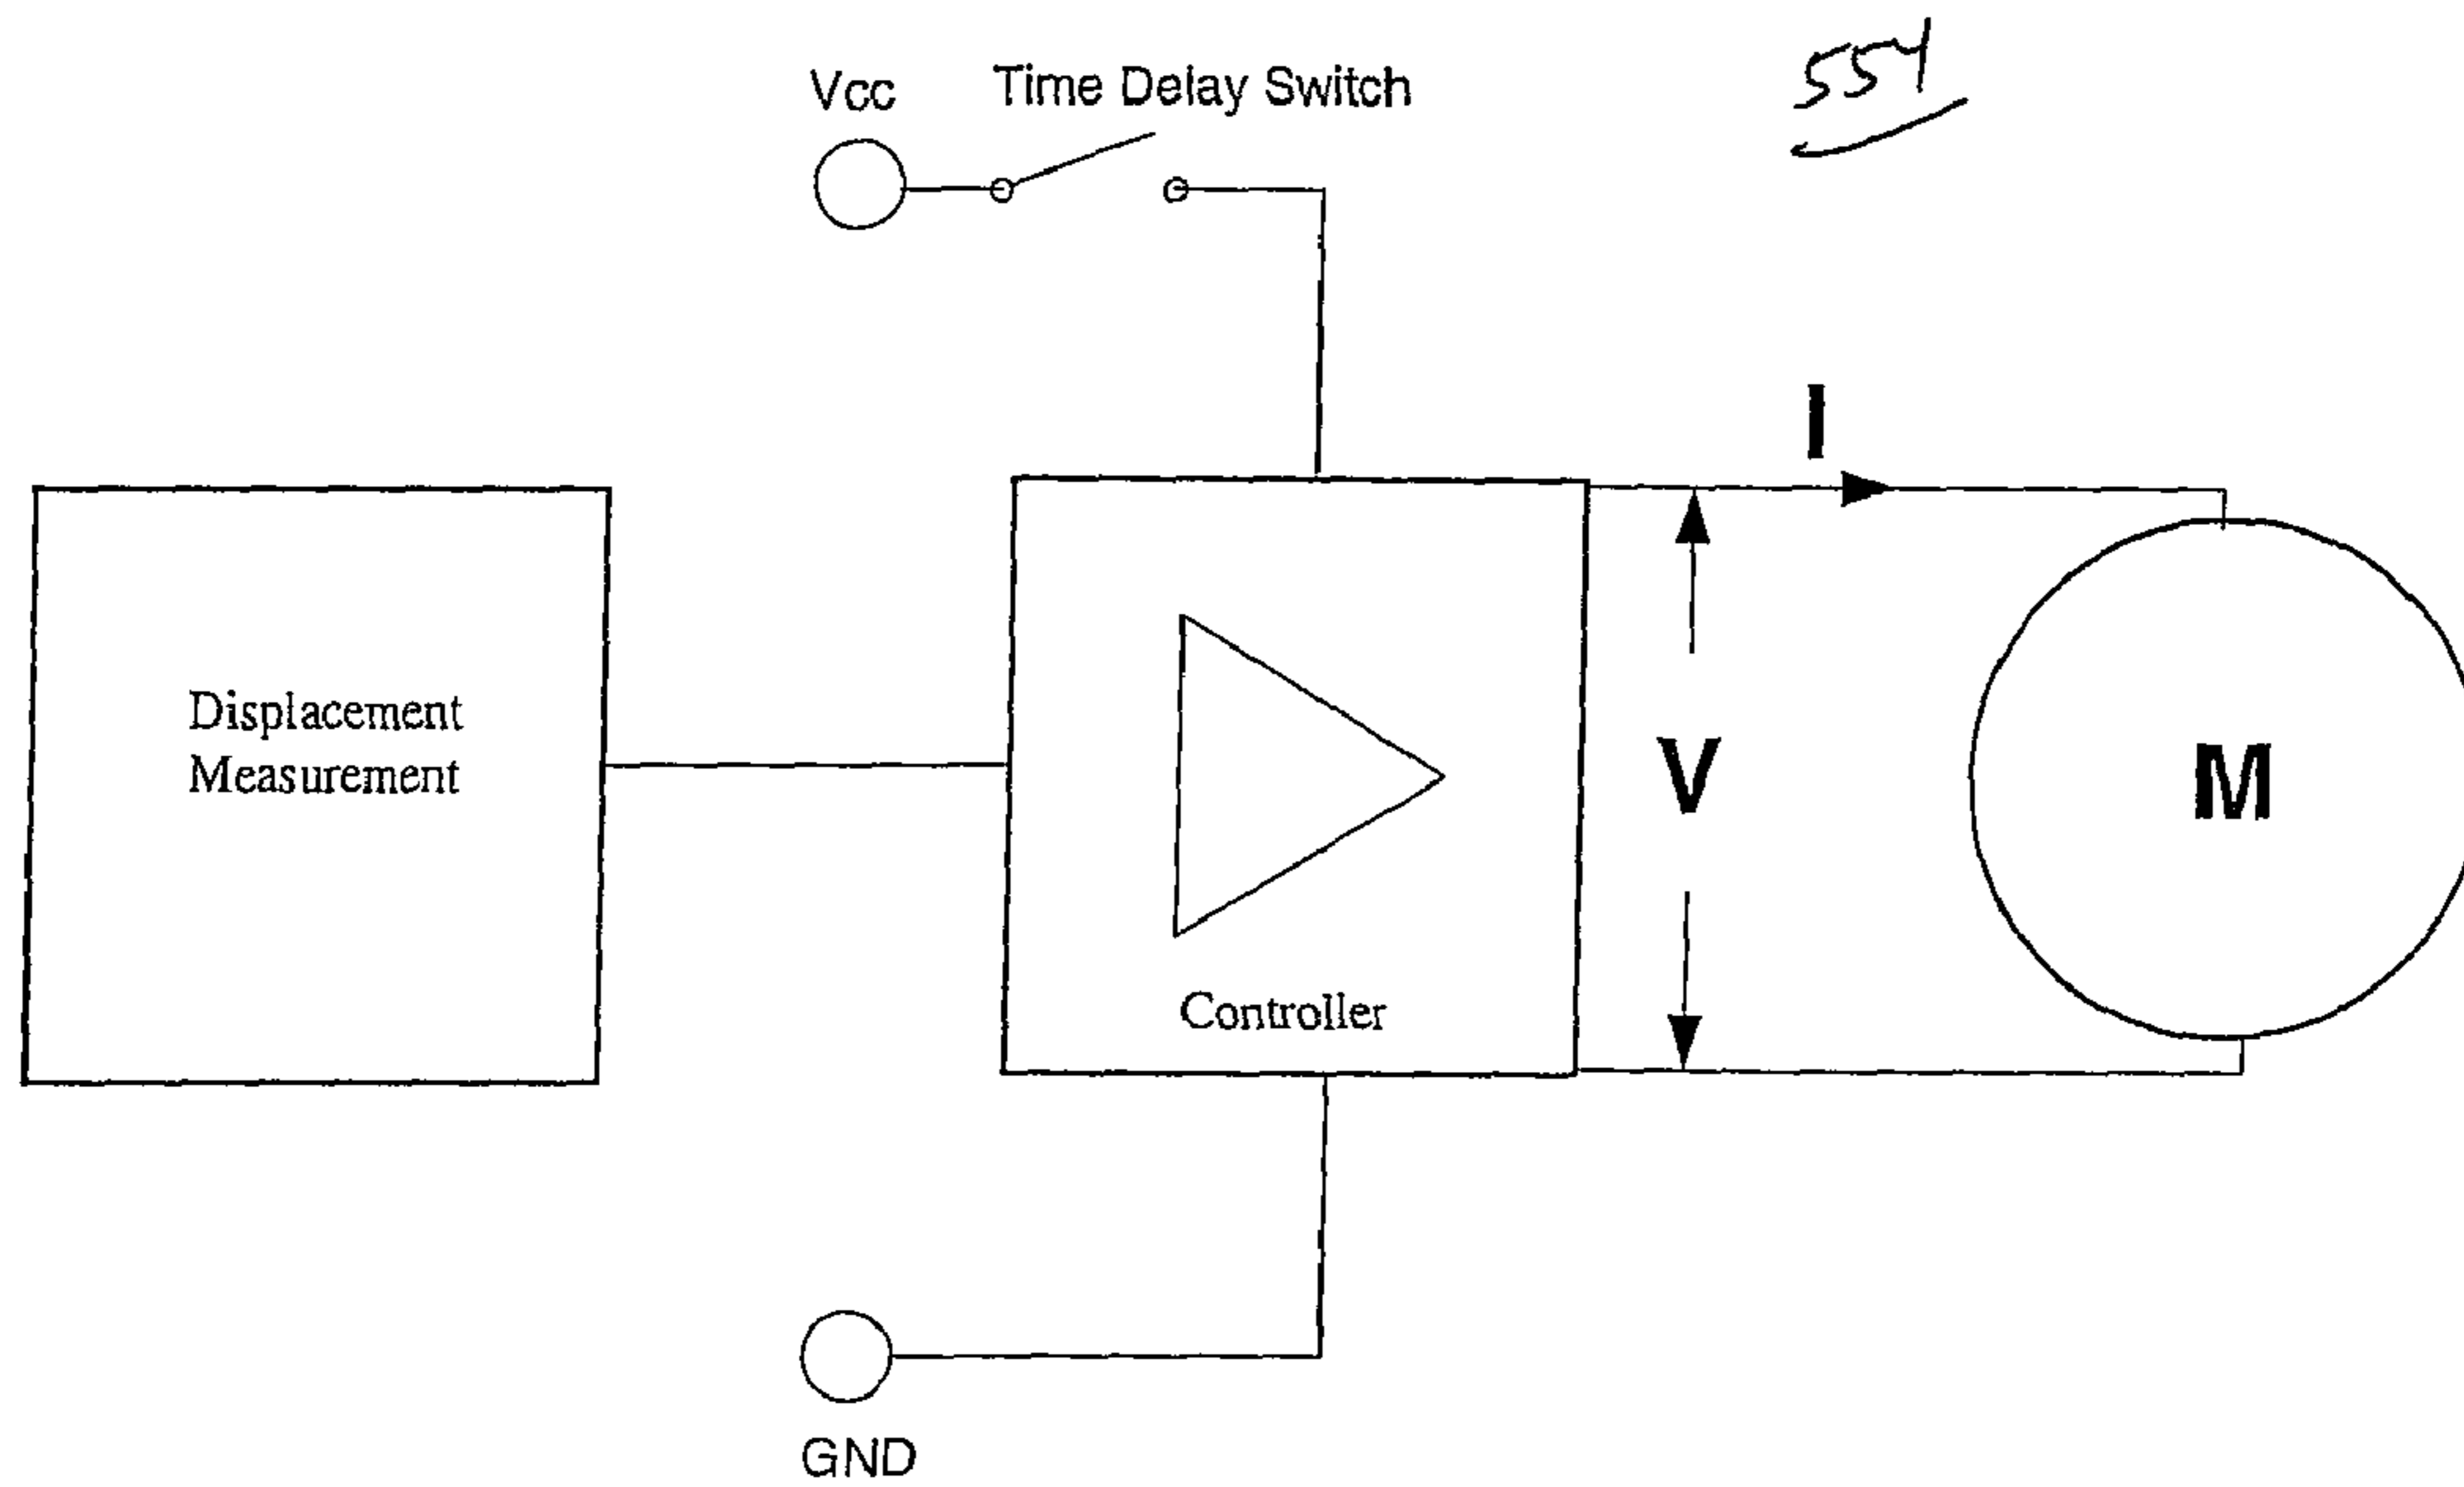 Vcc
Time Delay Switch
554
I
Displacement
Measurement
V
M
Controller
GND